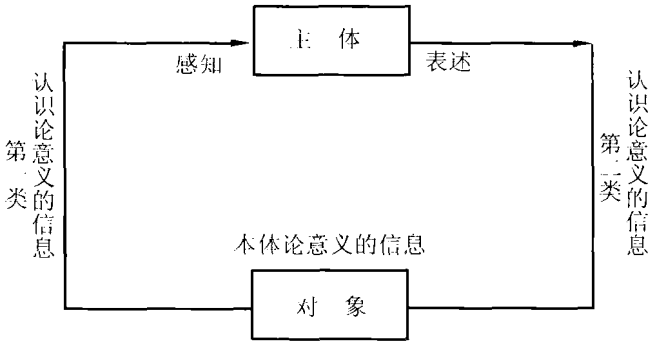 主 体
感知
表述
第一类
认识论意义的信息
第二类
认识论意义的信息
本体论意义的信息
对 象